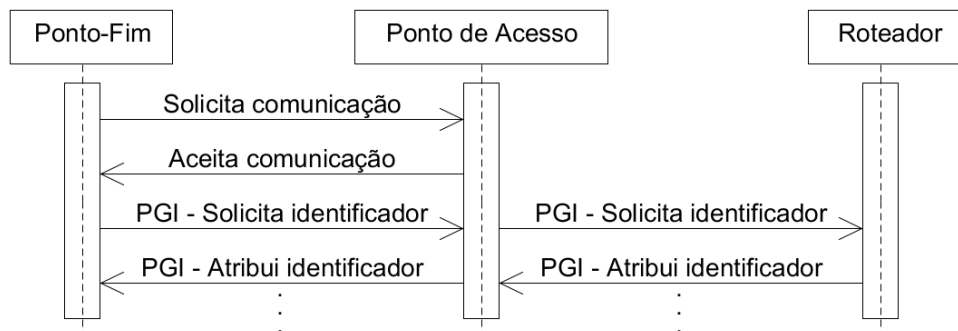 Ponto-Fim
Ponto de Acesso
Roteador
Solicita comunicação
Aceita comunicação
PGI - Solicita identificador
PGI - Solicita identificador
PGI - Atribui identificador
PGI - Atribui identificador